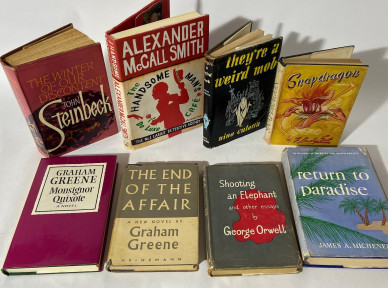 THE WINTER
OF OUR
DISCONTENT
JOHN
Steinbeck
ALEXANDER
McCALL SMITH
THE
HANDSOME
MAN'S
DE LUXE
CAFÉ
they're a
weird mob
nino culotta
Snapdragon
GRAHAM
GREENE
Monsignor
Quixote
A NOVEL
THE END
OF THE
AFFAIR
A NEW NOVEL BY
Graham
Greene
HEINEMANN
Shooting
an Elephant
and other essays
by
George Orwell
return to
paradise
JAMES A. MICHENER